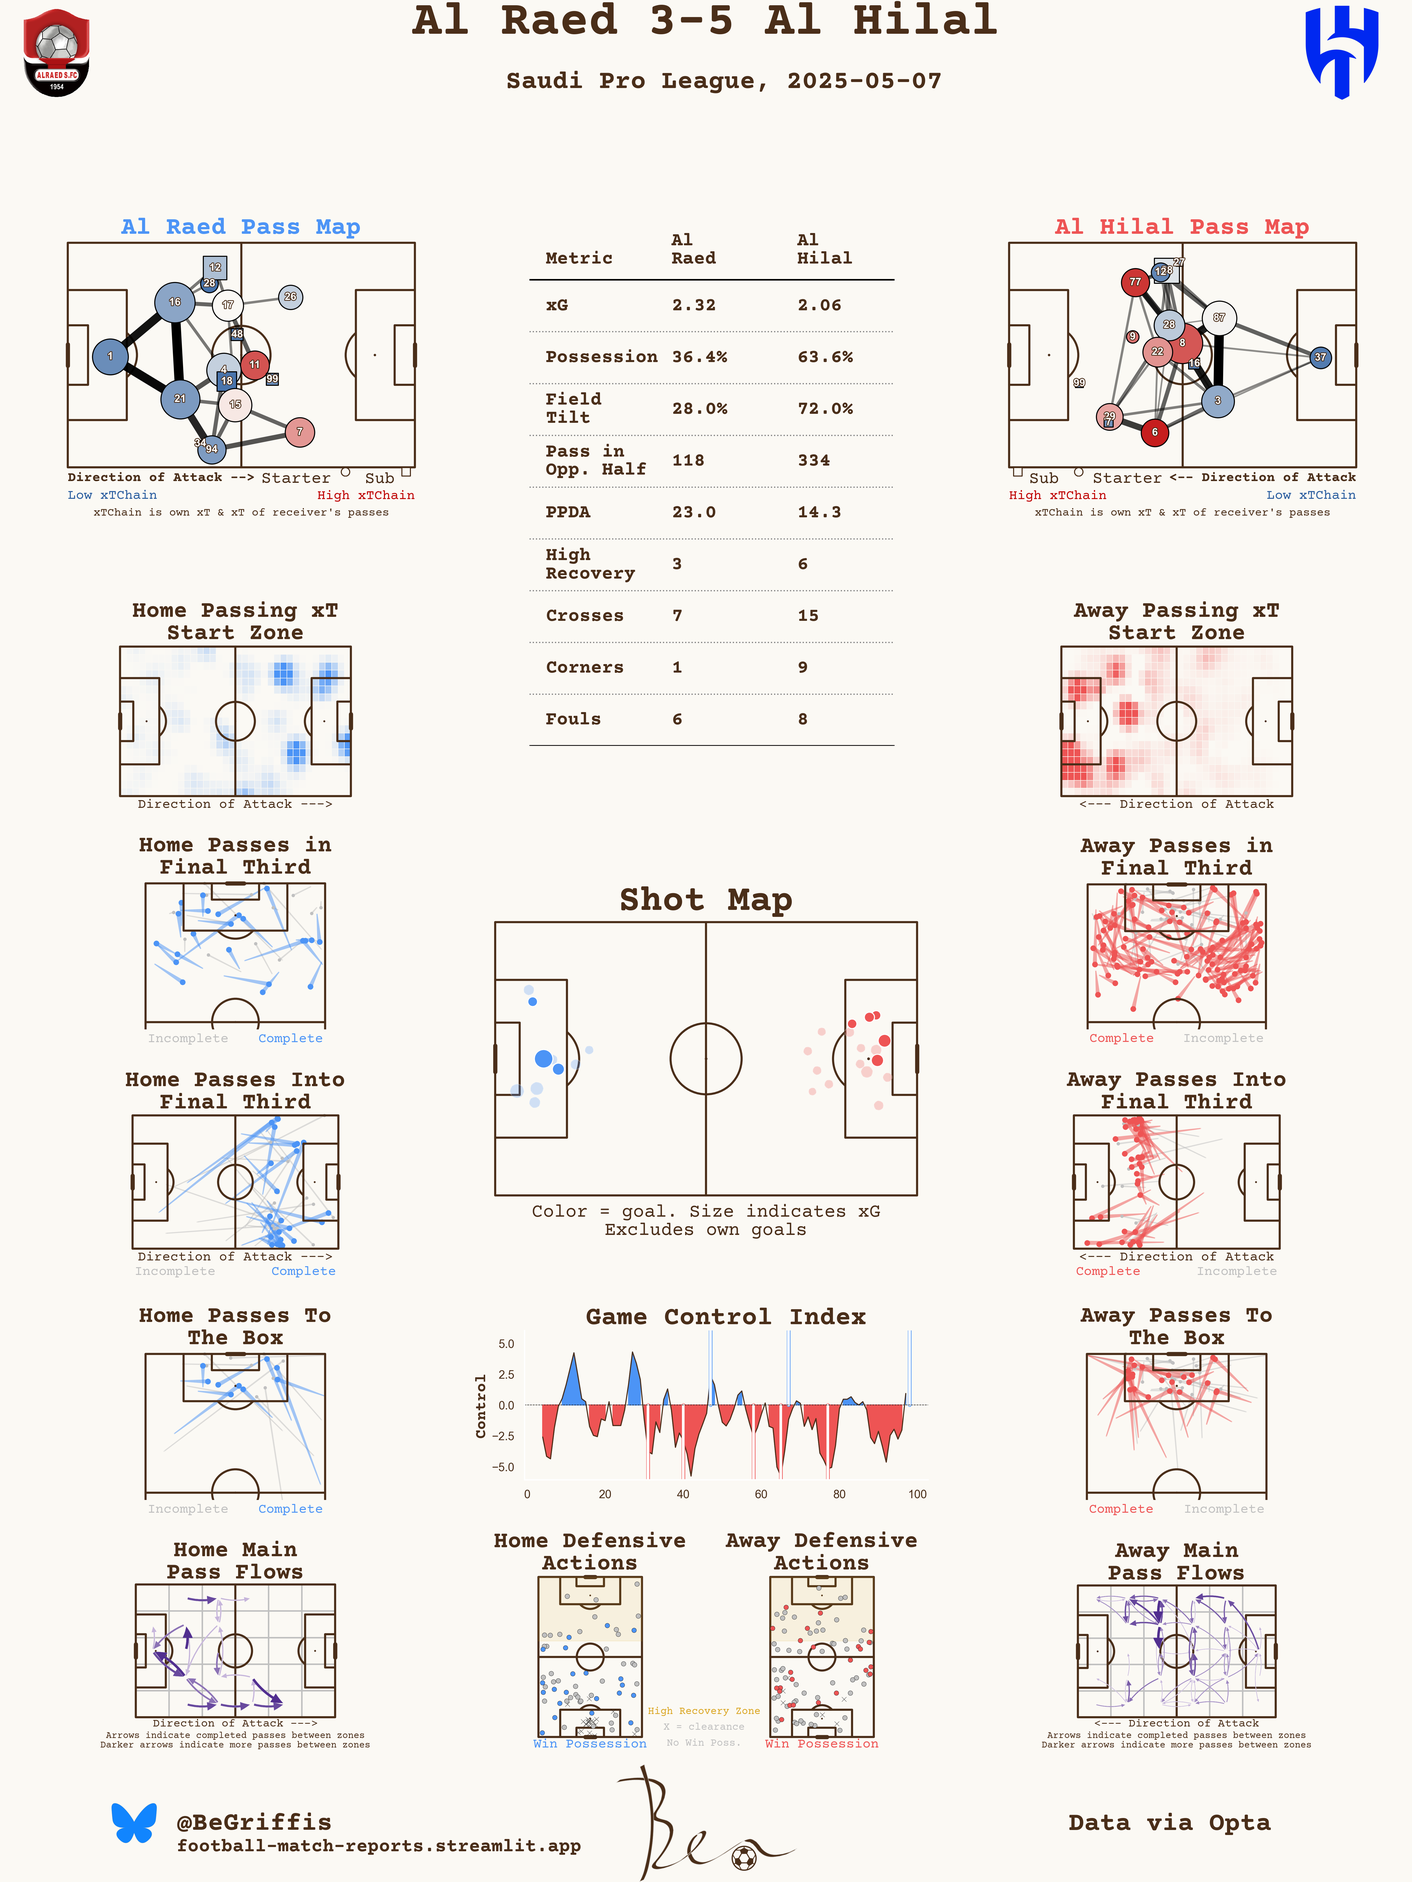 Al Raed 3-5 Al Hilal
Saudi Pro League, 2025-05-07
ALRAED S.FC
1954
Al Raed Pass Map
12
28
16
17
26
48
1
4
11
18
99
21
15
7
34
94
Direction of Attack --> Starter Sub
Low xTChain High xTChain
xTChain is own xT & xT of receiver's passes
Metric Al Raed Al Hilal
xG 2.32 2.06
Possession 36.4% 63.6%
Field Tilt 28.0% 72.0%
Pass in Opp. Half 118 334
PPDA 23.0 14.3
High Recovery 3 6
Crosses 7 15
Corners 1 9
Fouls 6 8
Al Hilal Pass Map
27
12
77
87
28
9
8
22
37
16
99
3
29
7
6
Sub Starter <-- Direction of Attack
High xTChain Low xTChain
xTChain is own xT & xT of receiver's passes
Home Passing xT
Start Zone
Direction of Attack --->
Away Passing xT
Start Zone
<--- Direction of Attack
Home Passes in
Final Third
Incomplete Complete
Away Passes in
Final Third
Complete Incomplete
Shot Map
Color = goal. Size indicates xG
Excludes own goals
Home Passes Into
Final Third
Direction of Attack --->
Incomplete Complete
Away Passes Into
Final Third
<--- Direction of Attack
Complete Incomplete
Home Passes To
The Box
Incomplete Complete
Game Control Index
Control
5.0
2.5
0.0
−2.5
−5.0
0 20 40 60 80 100
Away Passes To
The Box
Complete Incomplete
Home Main
Pass Flows
Direction of Attack --->
Arrows indicate completed passes between zones
Darker arrows indicate more passes between zones
Home Defensive
Actions
Win Possession
Away Defensive
Actions
Win Possession
High Recovery Zone
X = clearance
No Win Poss.
Away Main
Pass Flows
<--- Direction of Attack
Arrows indicate completed passes between zones
Darker arrows indicate more passes between zones
@BeGriffis
football-match-reports.streamlit.app
Ben
Data via Opta